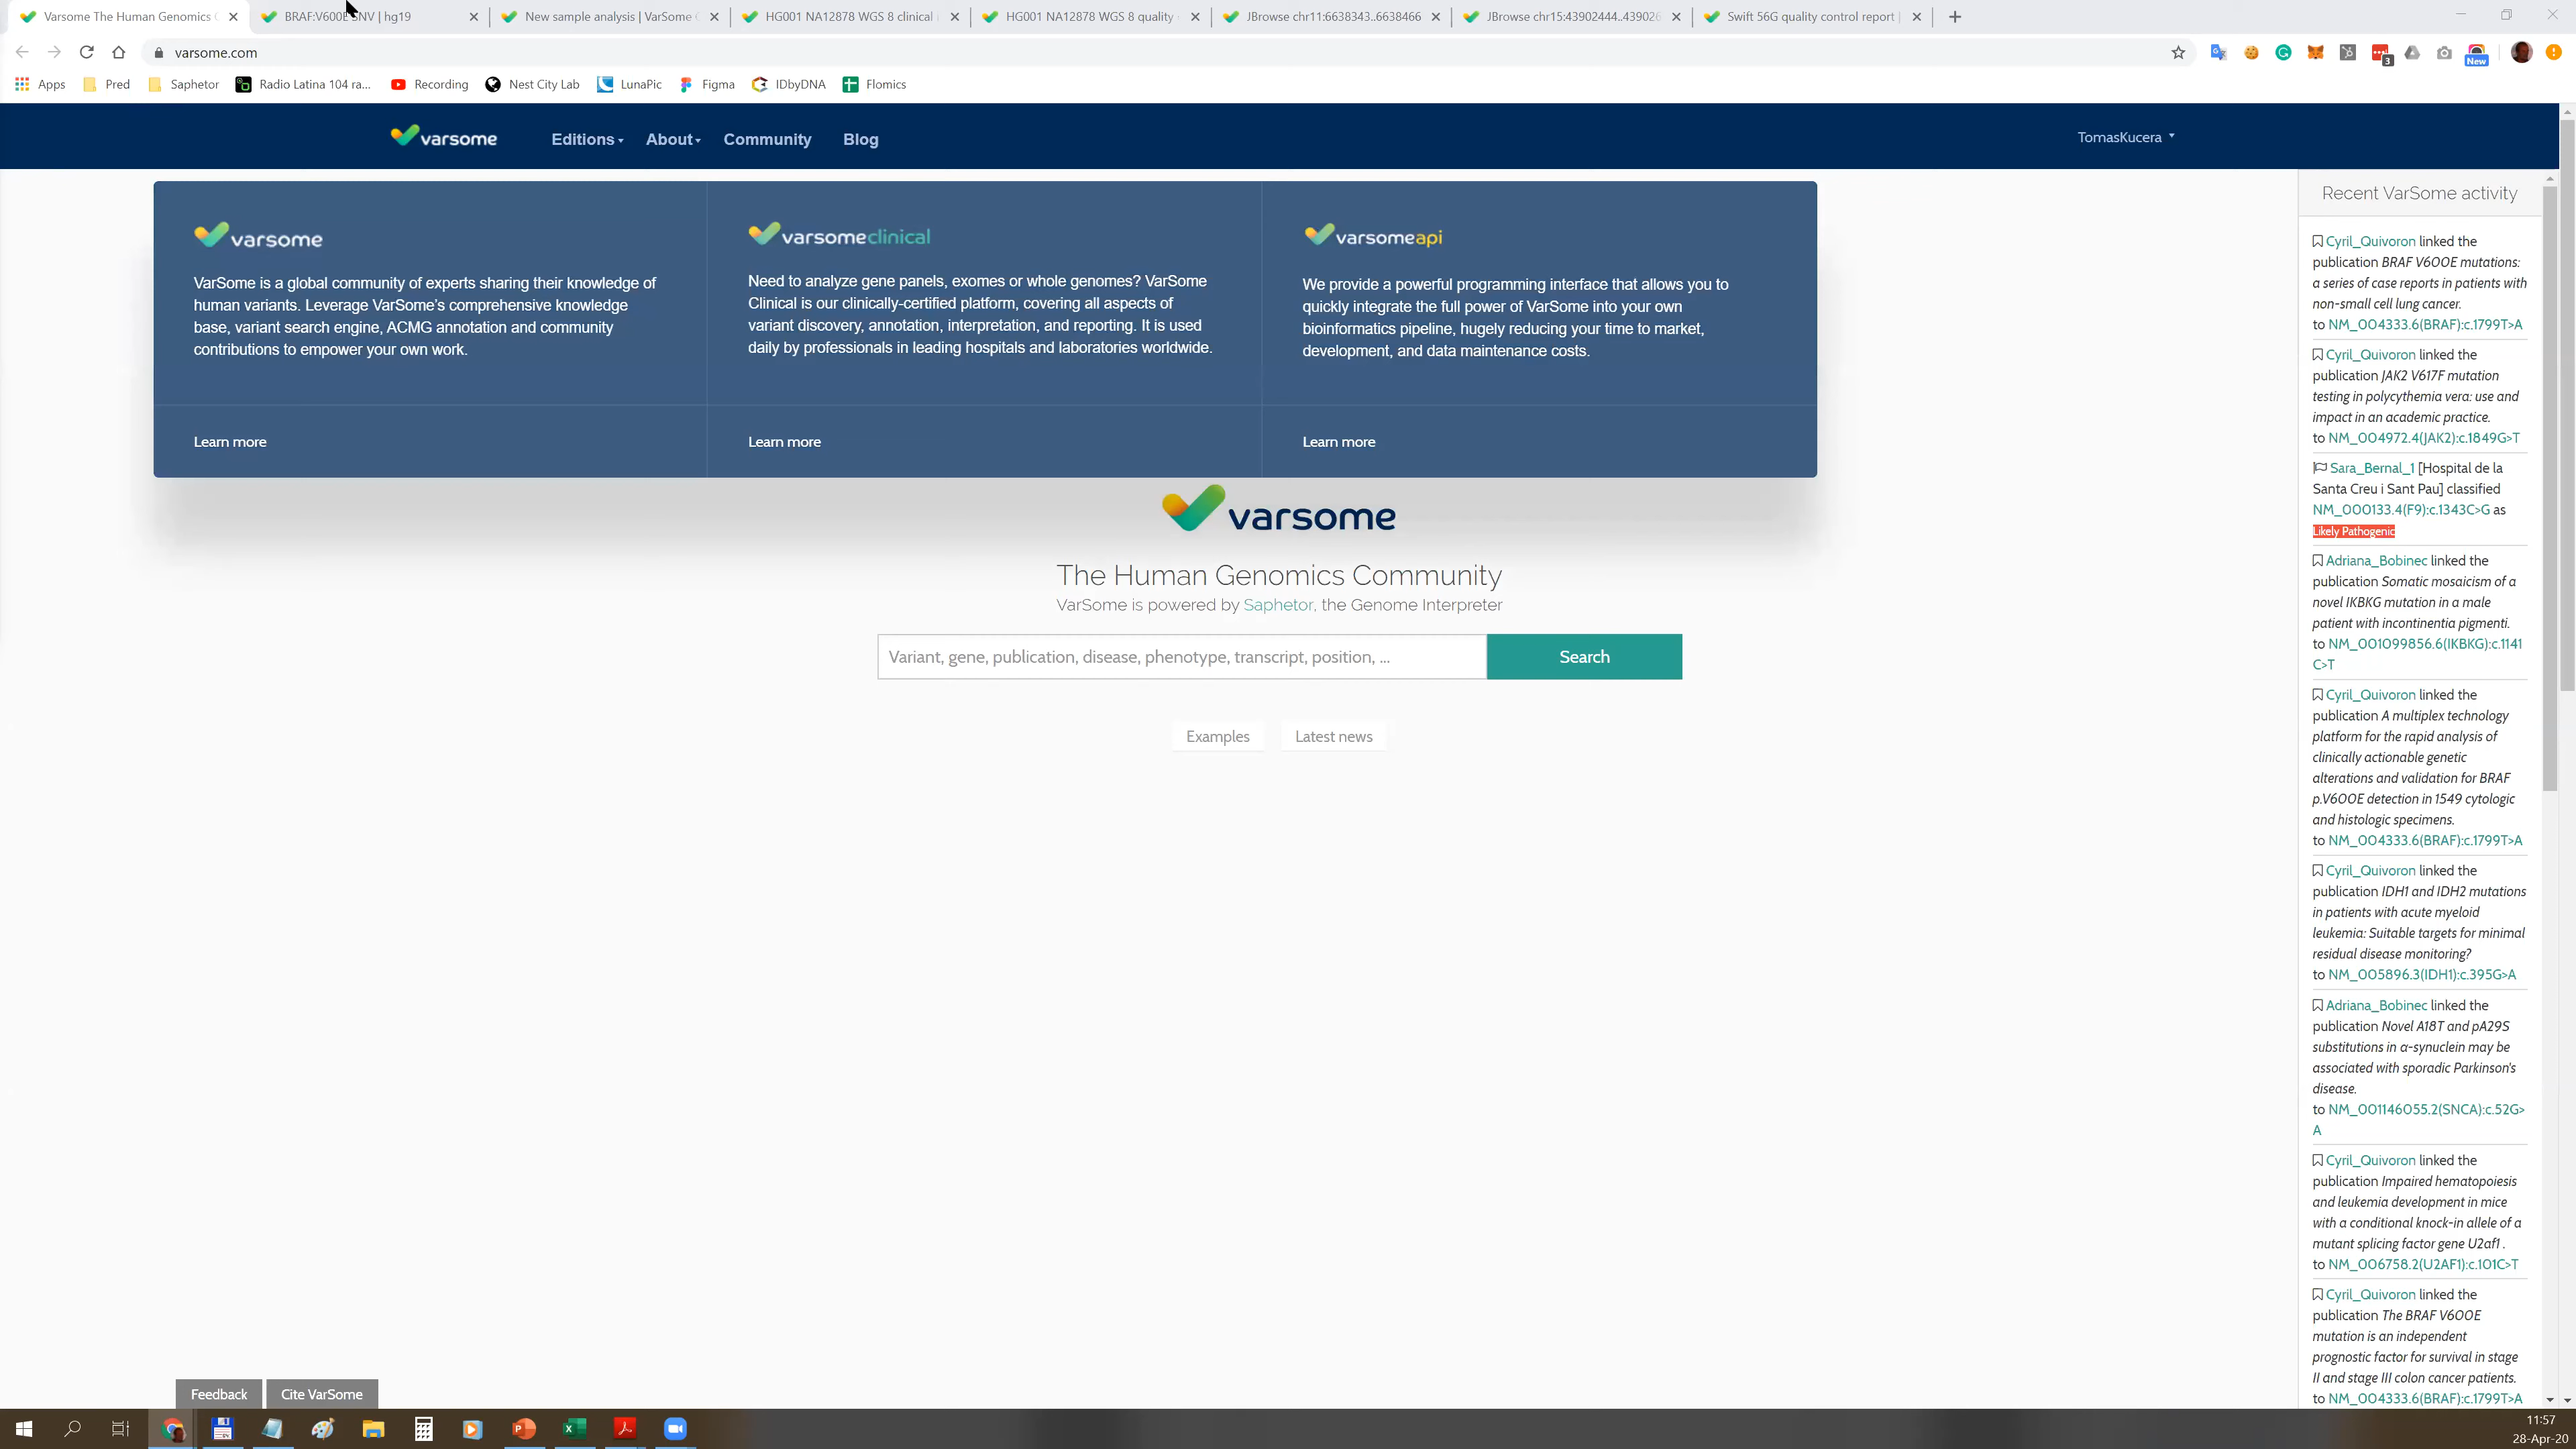 Varsome The Human Genomics C
BRAF:V600E SNV | hg19
New sample analysis | VarSome C
HG001 NA12878 WGS 8 clinical
HG001 NA12878 WGS 8 quality
JBrowse chr11:6638343..6638466
JBrowse chr15:43902444..439026
Swift 56G quality control report |
varsome.com
3
New
Apps
Pred
Saphetor
Radio Latina 104 ra...
Recording
Nest City Lab
LunaPic
Figma
IDbyDNA
Flomics
varsome
Editions
About
Community
Blog
TomasKucera
varsome
VarSome is a global community of experts sharing their knowledge of
human variants. Leverage VarSome's comprehensive knowledge
base, variant search engine, ACMG annotation and community
contributions to empower your own work.
Learn more
varsomeclinical
Need to analyze gene panels, exomes or whole genomes? VarSome
Clinical is our clinically-certified platform, covering all aspects of
variant discovery, annotation, interpretation, and reporting. It is used
daily by professionals in leading hospitals and laboratories worldwide.
Learn more
varsomeapi
We provide a powerful programming interface that allows you to
quickly integrate the full power of VarSome into your own
bioinformatics pipeline, hugely reducing your time to market,
development, and data maintenance costs.
Learn more
varsome
The Human Genomics Community
VarSome is powered by Saphetor, the Genome Interpreter
Variant, gene, publication, disease, phenotype, transcript, position, ...
Search
Examples
Latest news
Recent VarSome activity
Cyril_Quivoron linked the
publication BRAF V600E mutations:
a series of case reports in patients with
non-small cell lung cancer.
to NM_004333.6(BRAF):c.1799T>A
Cyril_Quivoron linked the
publication JAK2 V617F mutation
testing in polycythemia vera: use and
impact in an academic practice.
to NM_004972.4(JAK2):c.1849G>T
Sara_Bernal_1 [Hospital de la
Santa Creu i Sant Pau] classified
NM_000133.4(F9):c.1343C>G as
Likely Pathogenic
Adriana_Bobinec linked the
publication Somatic mosaicism of a
novel IKBKG mutation in a male
patient with incontinentia pigmenti.
to NM_001099856.6(IKBKG):c.1141
C>T
Cyril_Quivoron linked the
publication A multiplex technology
platform for the rapid analysis of
clinically actionable genetic
alterations and validation for BRAF
p.V600E detection in 1549 cytologic
and histologic specimens.
to NM_004333.6(BRAF):c.1799T>A
Cyril_Quivoron linked the
publication IDH1 and IDH2 mutations
in patients with acute myeloid
leukemia: Suitable targets for minimal
residual disease monitoring?
to NM_005896.3(IDH1):c.395G>A
Adriana_Bobinec linked the
publication Novel A18T and pA29S
substitutions in α-synuclein may be
associated with sporadic Parkinson's
disease.
to NM_001146055.2(SNCA):c.52G>
A
Cyril_Quivoron linked the
publication Impaired hematopoiesis
and leukemia development in mice
with a conditional knock-in allele of a
mutant splicing factor gene U2af1 .
to NM_006758.2(U2AF1):c.101C>T
Cyril_Quivoron linked the
publication The BRAF V600E
mutation is an independent
prognostic factor for survival in stage
II and stage III colon cancer patients.
to NM_004333.6(BRAF):c.1799T>A
Feedback
Cite VarSome
11:57
28-Apr-20